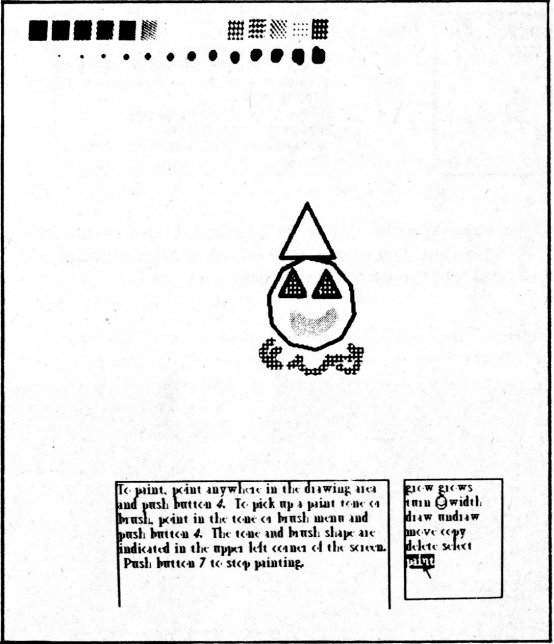 To paint, point anywhere in the drawing area
and push button 4. To pick up a paint tone or
brush, point in the tone or brush menu and
push button 4. The tone and brush shape are
indicated in the upper left corner of the screen.
Push button 7 to stop painting.
grow grows
turn width
draw undraw
move copy
delete select
paint